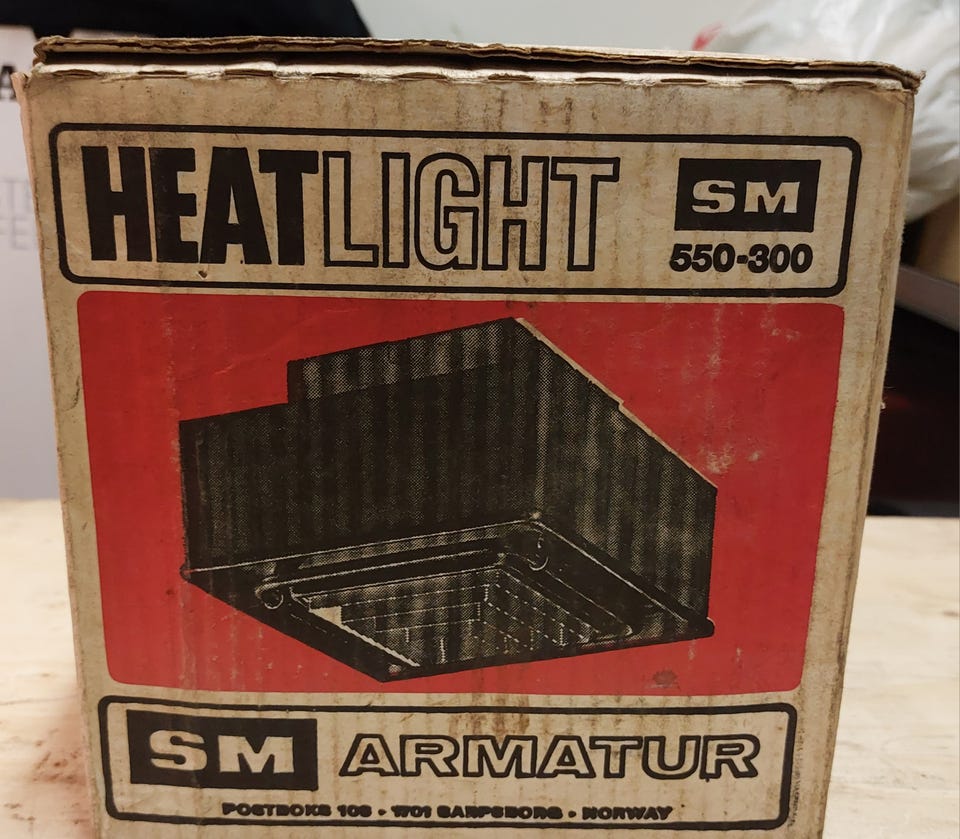 HEATLIGHT SM
550-300
SM ARMATUR
POSTBOKS 108 • 1701 SARPSBORG • NORWAY